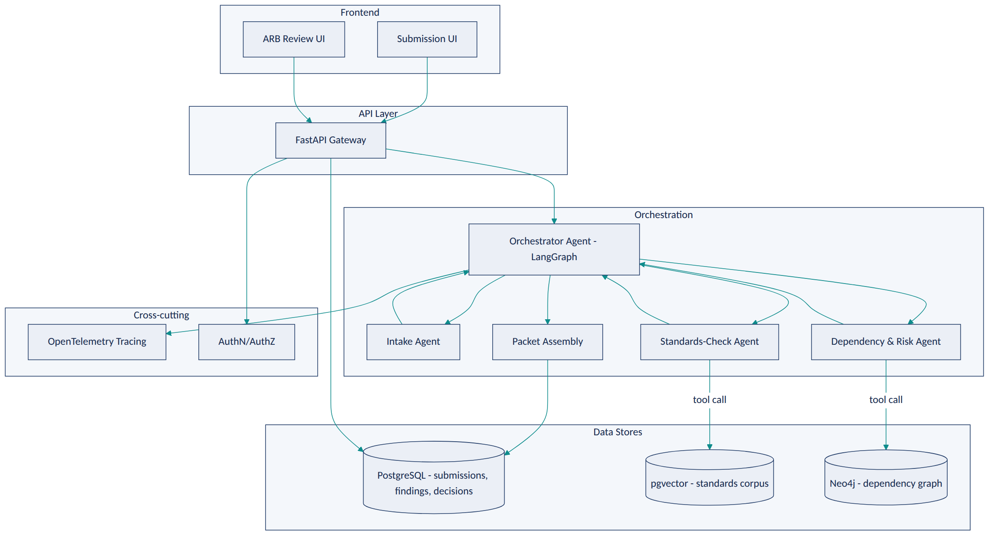 Frontend
ARB Review UI
Submission UI
API Layer
FastAPI Gateway
Orchestration
Orchestrator Agent -
LangGraph
Cross-cutting
OpenTelemetry Tracing
AuthN/AuthZ
Intake Agent
Packet Assembly
Standards-Check Agent
Dependency & Risk Agent
tool call
tool call
Data Stores
PostgreSQL - submissions,
findings, decisions
pgvector - standards corpus
Neo4j - dependency graph